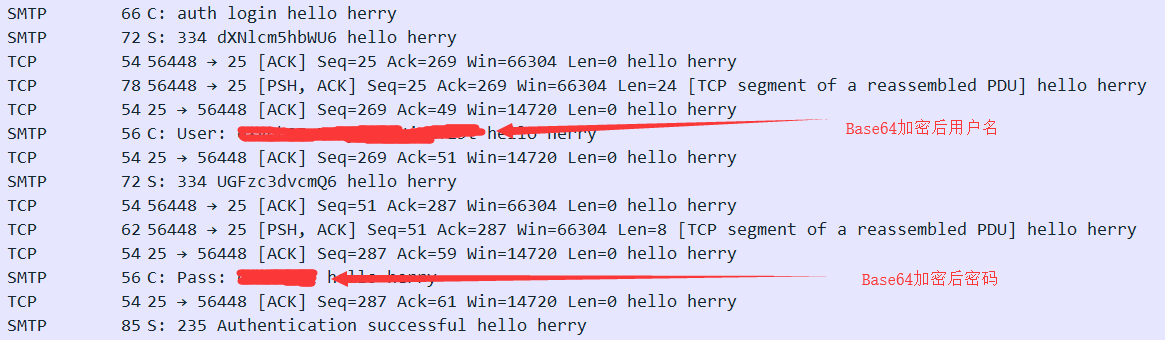 SMTP 66 C: auth login hello herry
SMTP 72 S: 334 dXNlcm5hbWU6 hello herry
TCP 54 56448 → 25 [ACK] Seq=25 Ack=269 Win=66304 Len=0 hello herry
TCP 78 56448 → 25 [PSH, ACK] Seq=25 Ack=269 Win=66304 Len=24 [TCP segment of a reassembled PDU] hello herry
TCP 54 25 → 56448 [ACK] Seq=269 Ack=49 Win=14720 Len=0 hello herry
SMTP 56 C: User: hello herry Base64加密后用户名
TCP 54 25 → 56448 [ACK] Seq=269 Ack=51 Win=14720 Len=0 hello herry
SMTP 72 S: 334 UGFzc3dvcmQ6 hello herry
TCP 54 56448 → 25 [ACK] Seq=51 Ack=287 Win=66304 Len=0 hello herry
TCP 62 56448 → 25 [PSH, ACK] Seq=51 Ack=287 Win=66304 Len=8 [TCP segment of a reassembled PDU] hello herry
TCP 54 25 → 56448 [ACK] Seq=287 Ack=59 Win=14720 Len=0 hello herry
SMTP 56 C: Pass: hello herry Base64加密后密码
TCP 54 25 → 56448 [ACK] Seq=287 Ack=61 Win=14720 Len=0 hello herry
SMTP 85 S: 235 Authentication successful hello herry